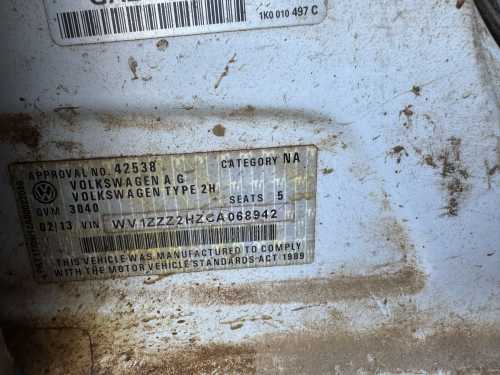 1K0 010 497 C
APPROVAL NO. 42538 CATEGORY NA
VOLKSWAGEN A G
VOLKSWAGEN TYPE 2H
GVM 3040 SEATS 5
02/13 VIN WV1ZZZ2HZCA068942
THIS VEHICLE WAS MANUFACTURED TO COMPLY
WITH THE MOTOR VEHICLE STANDARDS ACT 1989